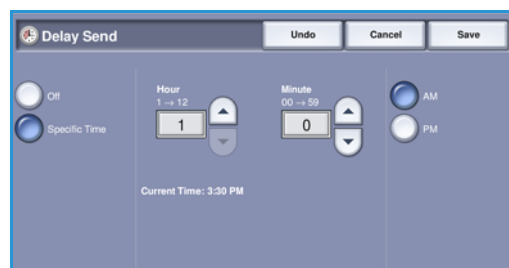 Delay Send
Undo
Cancel
Save
Off
Specific Time
Hour
1 → 12
1
Minute
00 → 59
0
AM
PM
Current Time: 3:30 PM